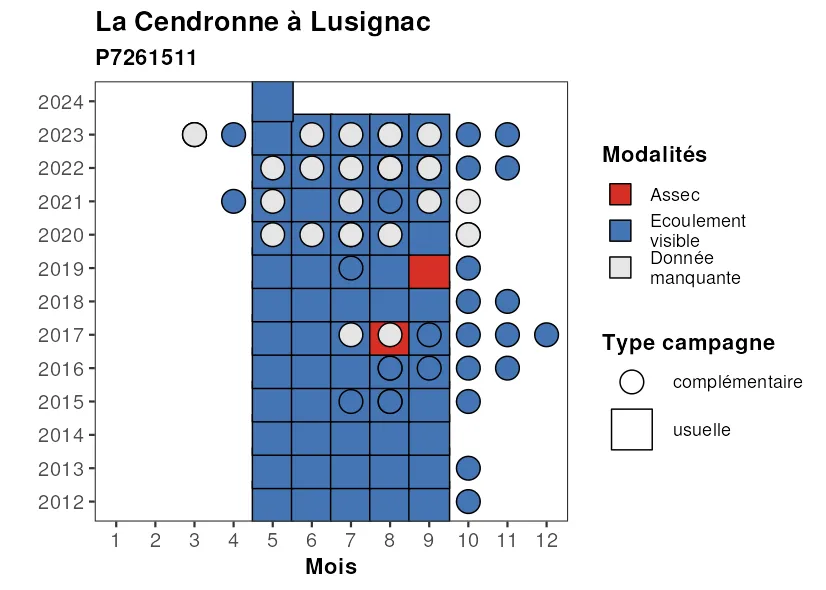 La Cendronne à Lusignac
P7261511
2024
2023
2022
2021
2020
2019
2018
2017
2016
2015
2014
2013
2012
1 2 3 4 5 6 7 8 9 10 11 12
Mois
Modalités
Assec
Ecoulement
visible
Donnée
manquante
Type campagne
complémentaire
usuelle